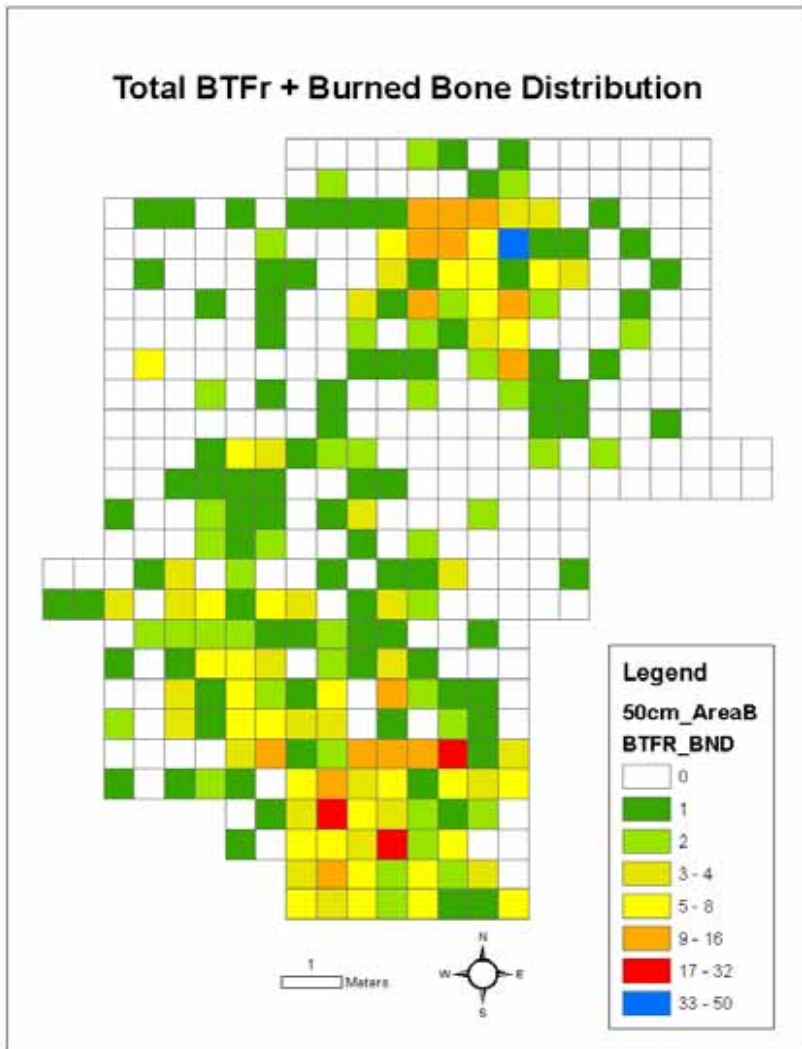 Total BTFr + Burned Bone Distribution
Legend
50cm_AreaB
BTFR_BND
0
1
2
3 - 4
5 - 8
9 - 16
17 - 32
33 - 50
1
Meters
N
W
E
S